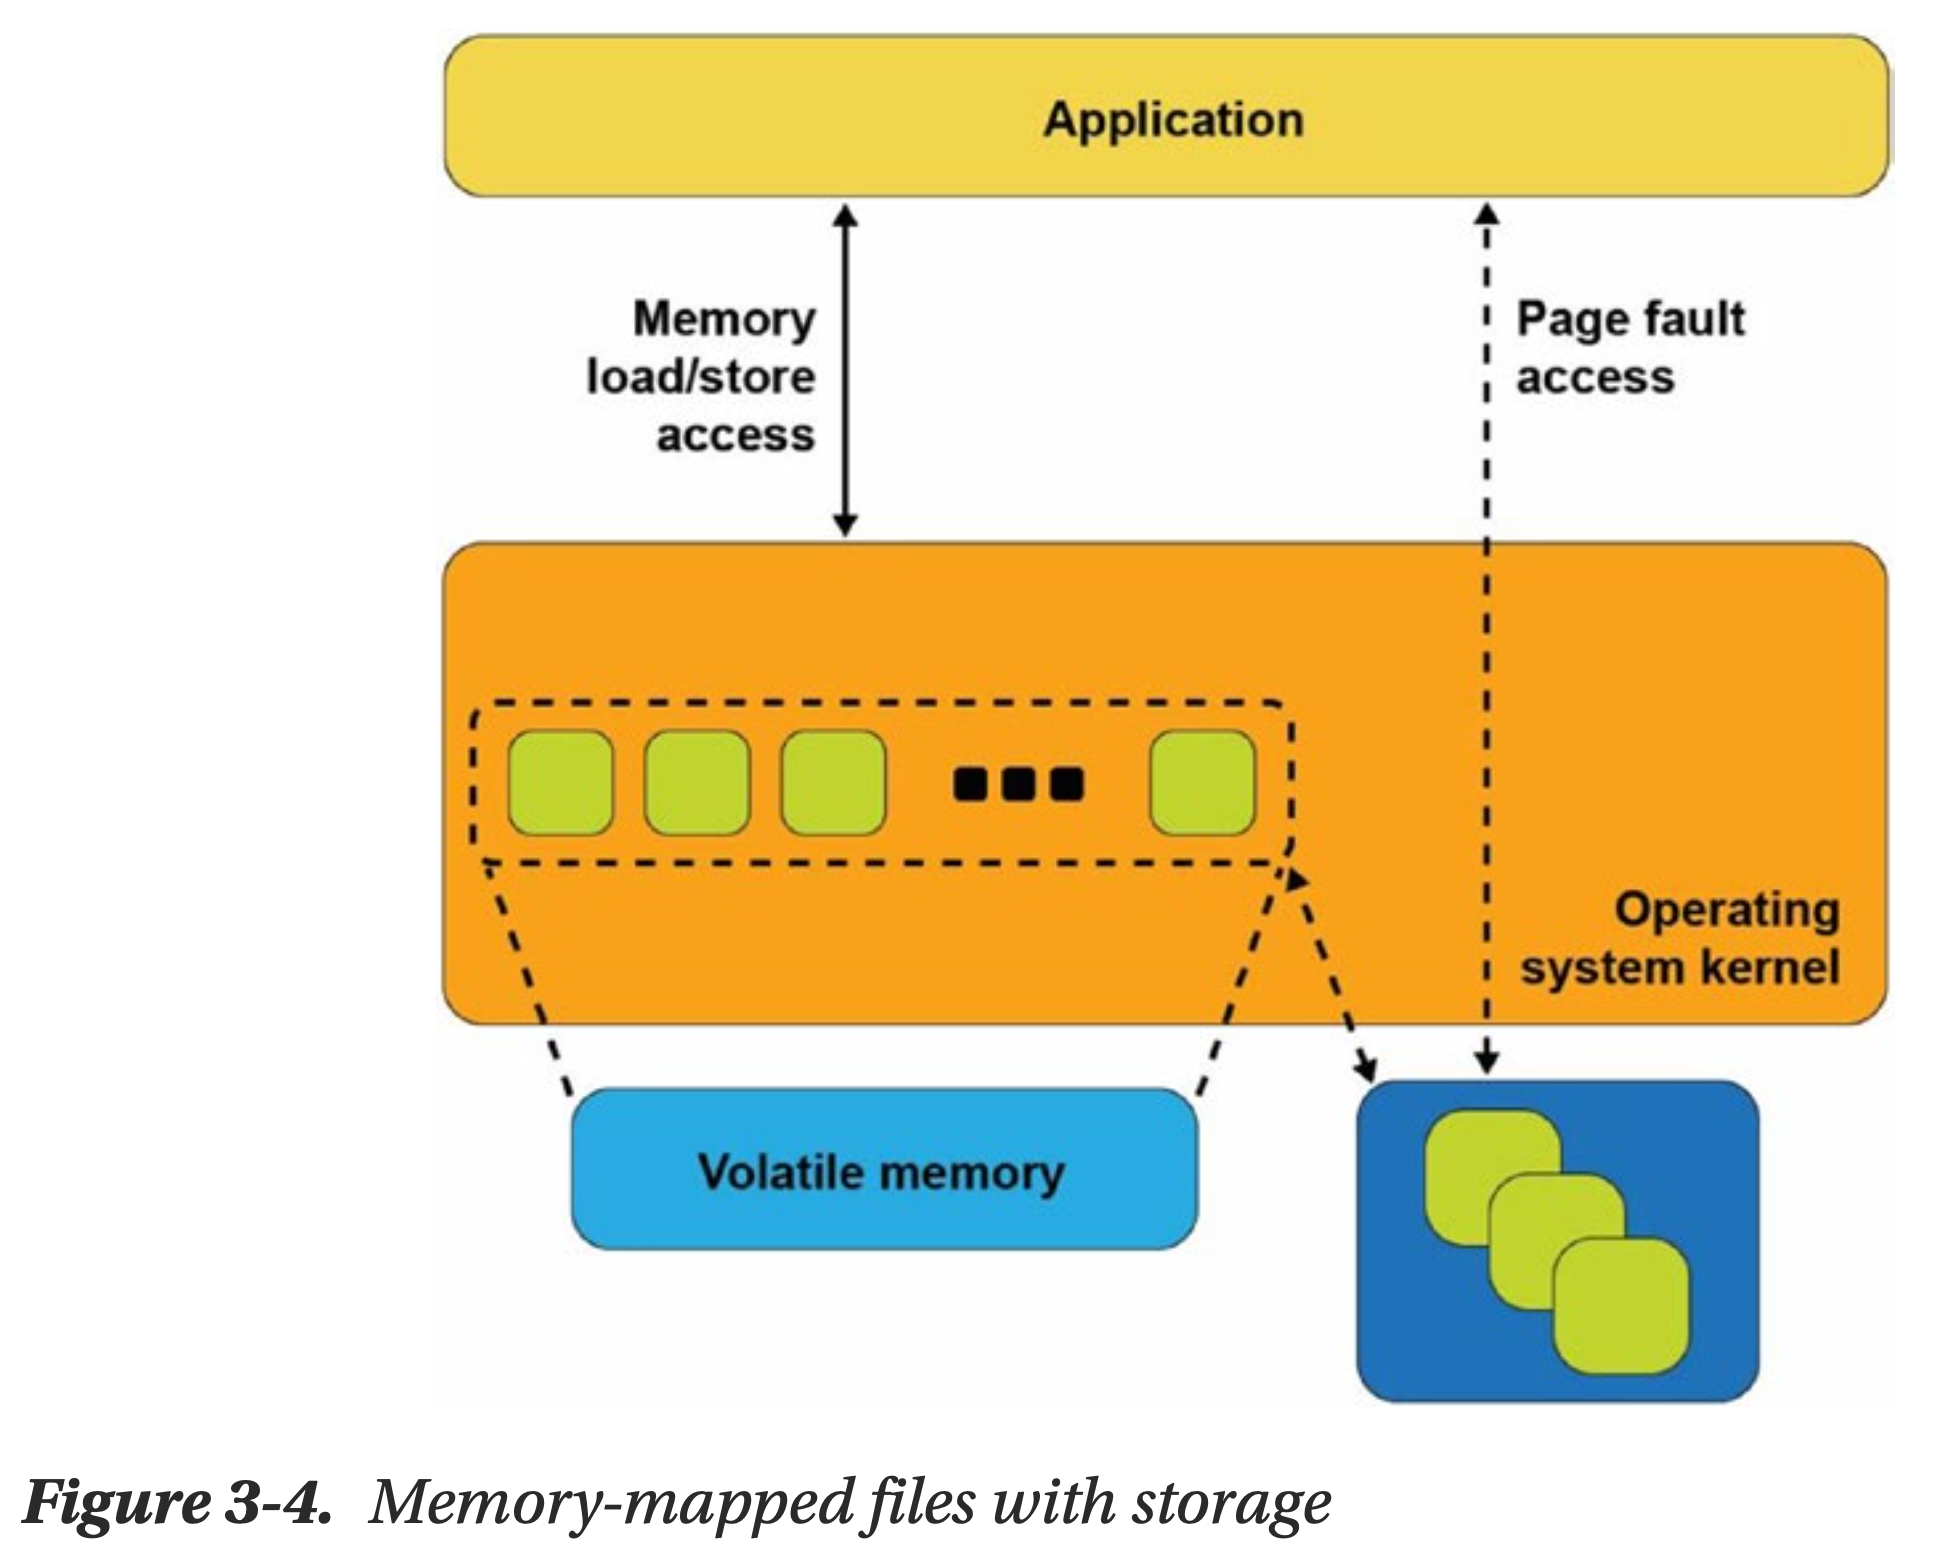 Application
Memory
load/store
access
Page fault
access
Operating
system kernel
Volatile memory
Figure 3-4. Memory-mapped files with storage